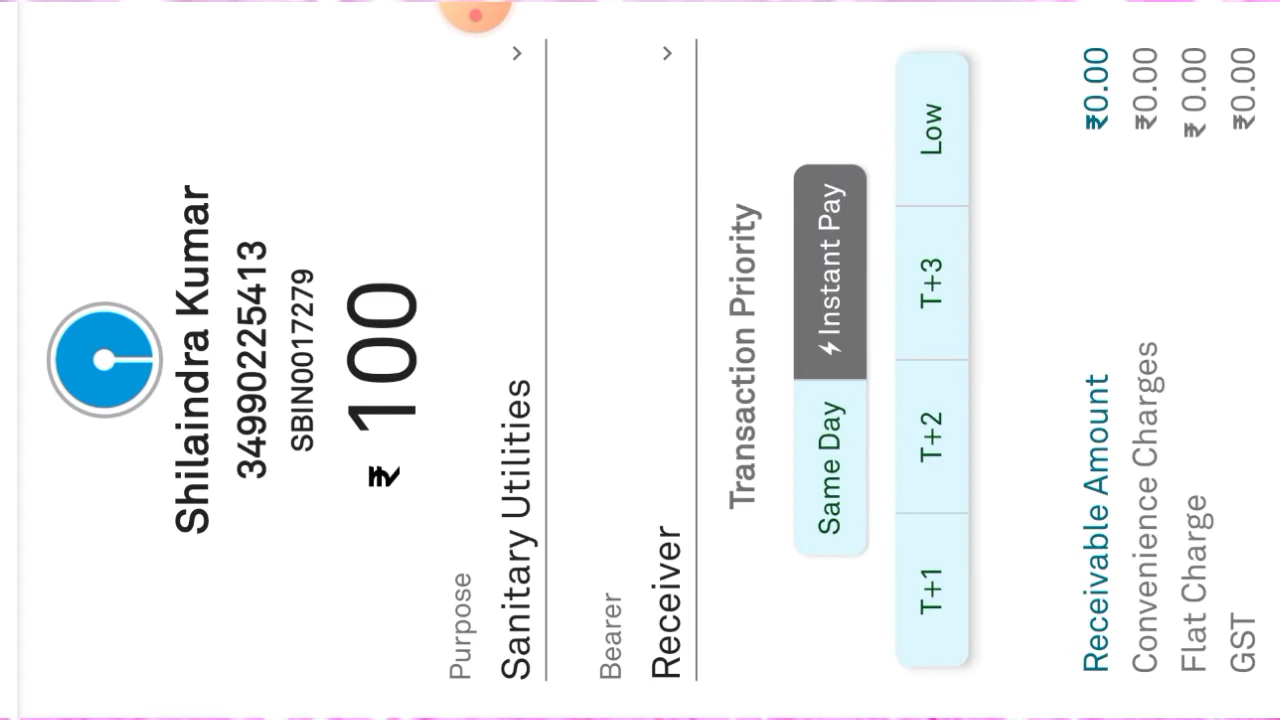 Shilaindra Kumar
34990225413
SBIN0017279
₹ 100
Purpose
Sanitary Utilities
Bearer
Receiver
Transaction Priority
Same Day Instant Pay
T+1 T+2 T+3 Low
Receivable Amount ₹0.00
Convenience Charges ₹0.00
Flat Charge ₹ 0.00
GST ₹0.00